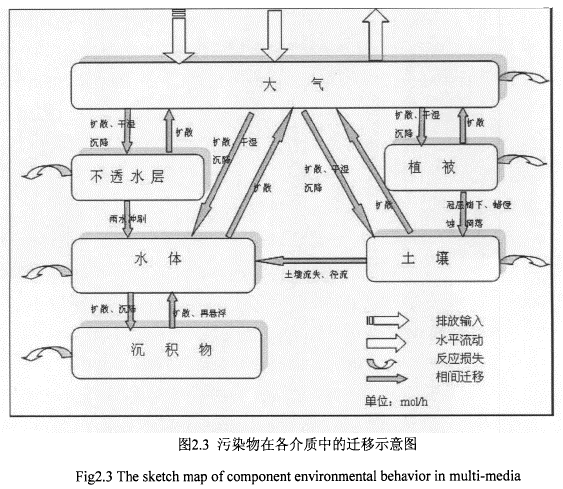 大 气
扩散、干湿
沉降
扩散
扩散、干湿
沉降
扩散
扩散、干湿
沉降
扩散
扩散、干湿
沉降
扩散
不 透 水 层
植 被
雨水冲刷
水 体
土 壤
土壤流失、径流
扩散、沉降
扩散、再悬浮
沉 积 物
排放输入
水平流动
反应损失
相间迁移
单位：mol/h
图2.3 污染物在各介质中的迁移示意图
Fig2.3 The sketch map of component environmental behavior in multi-media